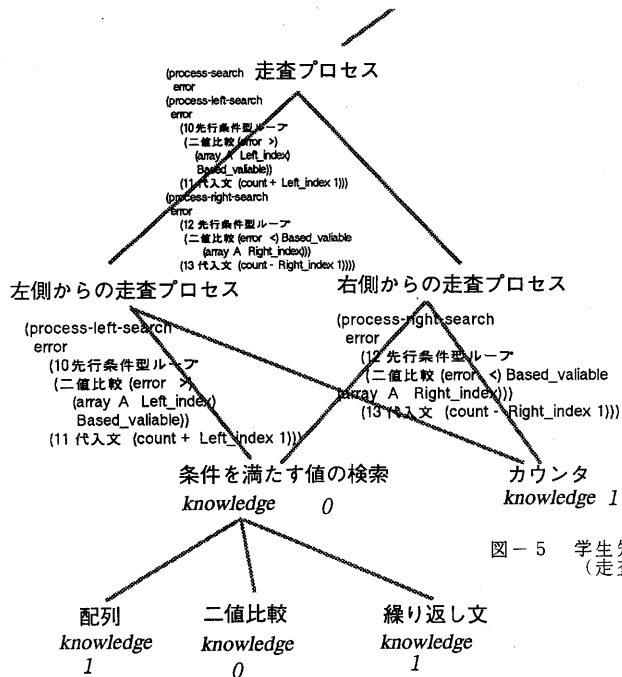 走査プロセス
(process-search
error
(process-left-search
error
(10先行条件型ループ
(二値比較 (error >)
(array A Left_index)
Based_valiable))
(11 代入文 (count + Left_index 1)))
(process-right-search
error
(12 先行条件型ループ
(二値比較 (error <) Based_valiable
(array A Right_index)))
(13 代入文 (count - Right_index 1))))
左側からの走査プロセス
(process-left-search
error
(10先行条件型ループ
(二値比較 (error >)
(array A Left_index)
Based_valiable))
(11 代入文 (count + Left_index 1)))
右側からの走査プロセス
(process-right-search
error
(12 先行条件型ループ
(二値比較 (error <) Based_valiable
(array A Right_index)))
(13 代入文 (count - Right_index 1)))
条件を満たす値の検索
knowledge 0
カウンタ
knowledge 1
図－5 学生
(走査
配列
knowledge
1
二値比較
knowledge
0
繰り返し文
knowledge
1